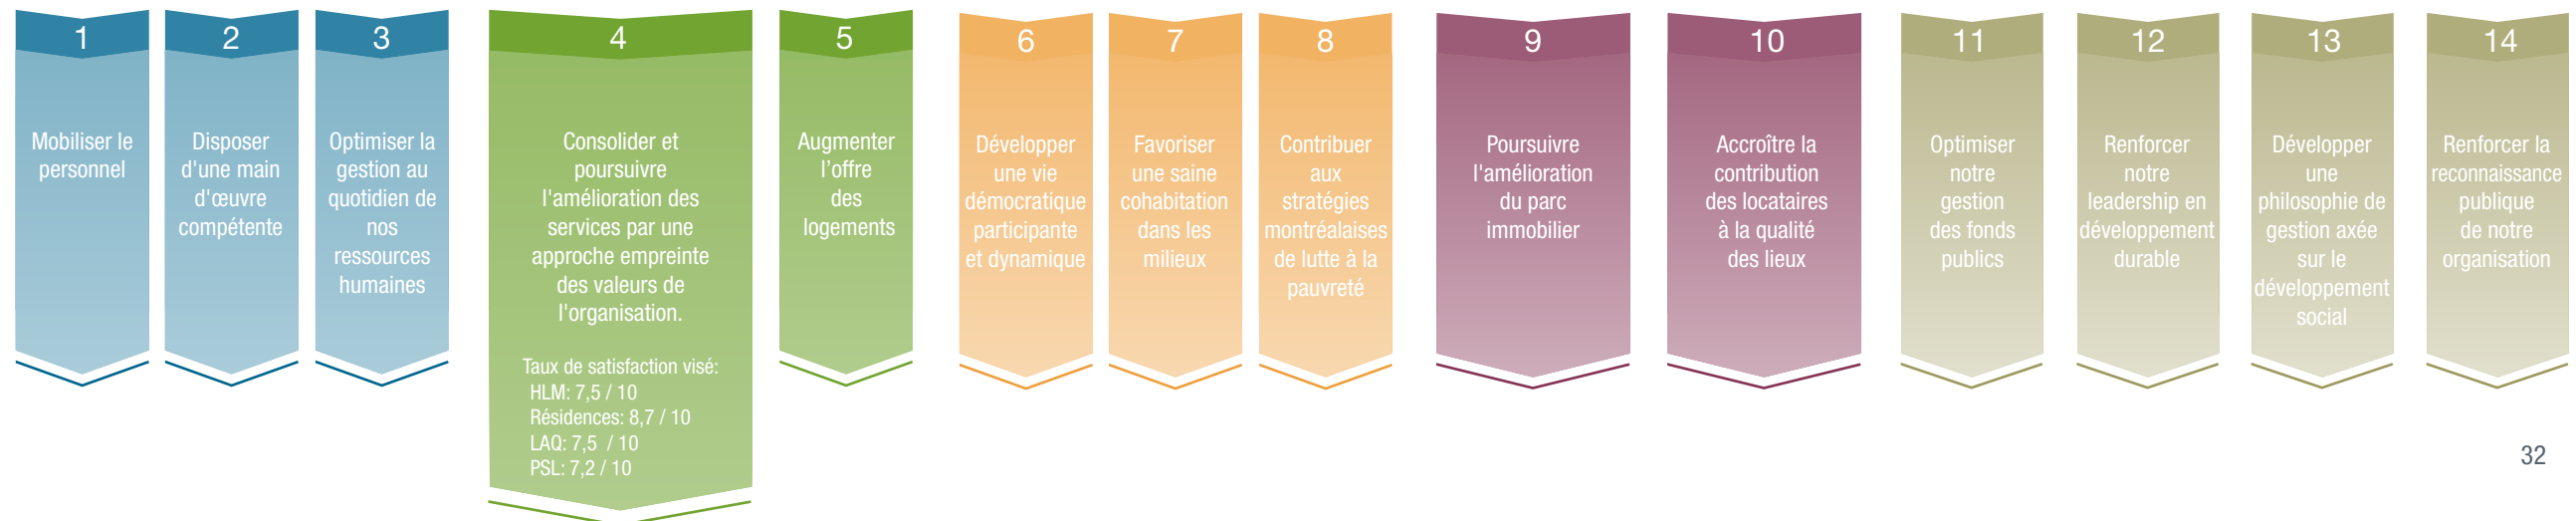 1
Mobiliser le
personnel
2
Disposer
d'une main
d'œuvre
compétente
3
Optimiser la
gestion au
quotidien de
nos
ressources
humaines
4
Consolider et
poursuivre
l'amélioration des
services par une
approche empreinte
des valeurs de
l'organisation.
Taux de satisfaction visé:
HLM: 7,5 / 10
Résidences: 8,7 / 10
LAQ: 7,5 / 10
PSL: 7,2 / 10
5
Augmenter
l’offre
des
logements
6
Développer
une vie
démocratique
participante
et dynamique
7
Favoriser
une saine
cohabitation
dans les
milieux
8
Contribuer
aux
stratégies
montréalaises
de lutte à la
pauvreté
9
Poursuivre
l'amélioration
du parc
immobilier
10
Accroître la
contribution
des locataires
à la qualité
des lieux
11
Optimiser
notre
gestion
des fonds
publics
12
Renforcer
notre
leadership en
développement
durable
13
Développer
une
philosophie de
gestion axée
sur le
développement
social
14
Renforcer la
reconnaissance
publique
de notre
organisation
32